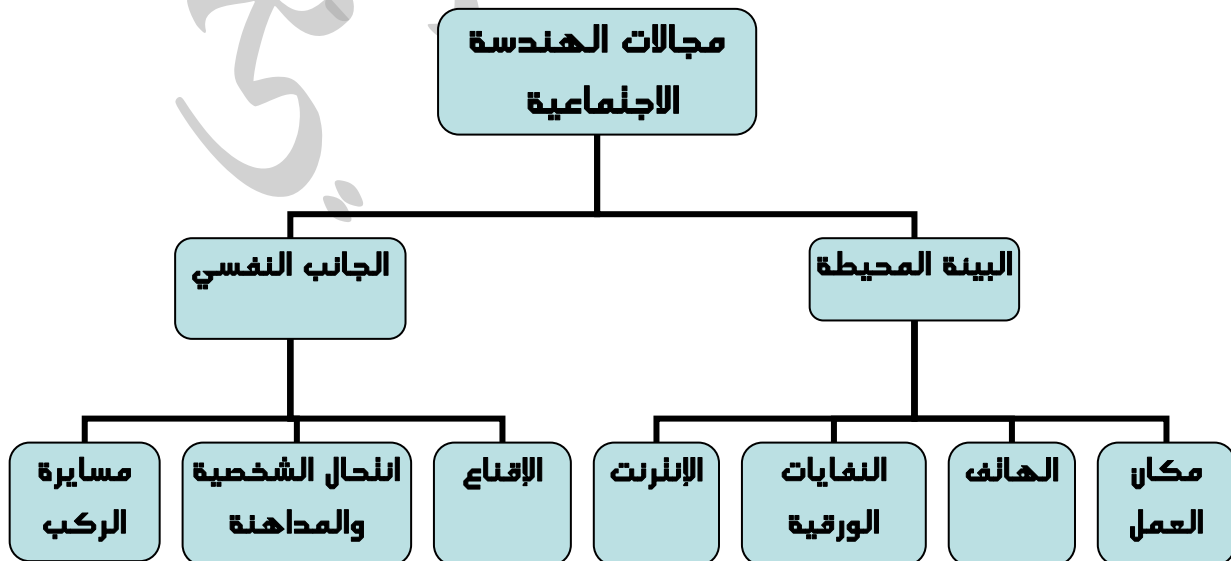 مجالات الهندسة
الاجتماعية
البيئة المحيطة
الجانب النفسي
مكان
العمل
الهاتف
النفايات
الورقية
الإنترنت
الإقناع
انتحال الشخصية
والمداهنة
مسايرة
الركب